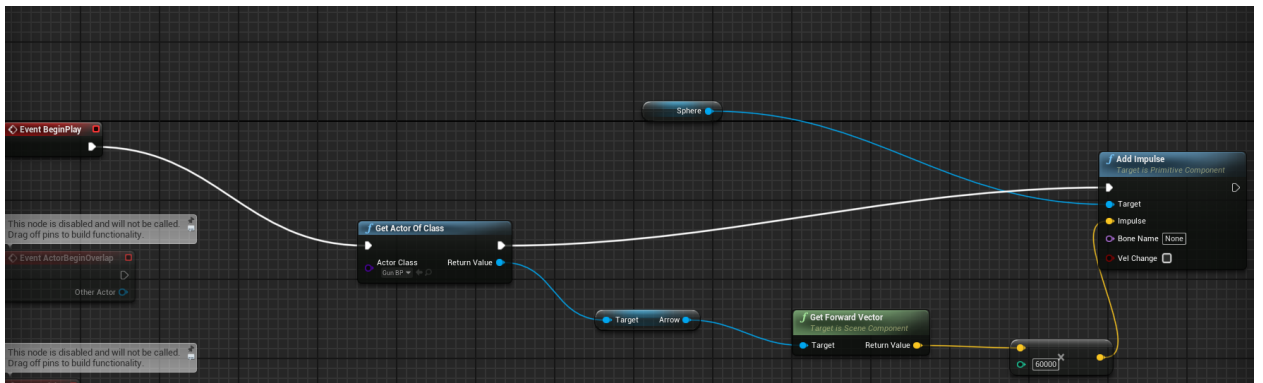 Sphere
Event BeginPlay
Add Impulse
Target is Primitive Component
Target
Impulse
Bone Name None
Vel Change
This node is disabled and will not be called.
Drag off pins to build functionality.
Event ActorBeginOverlap
Other Actor
Get Actor Of Class
Actor Class Return Value
Gun BP
Target Arrow
Get Forward Vector
Target is Scene Component
Target Return Value
60000
This node is disabled and will not be called.
Drag off pins to build functionality.